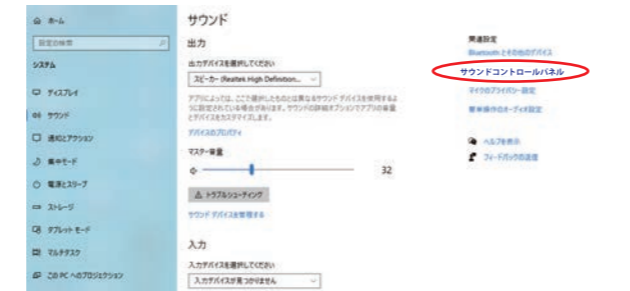 ホーム
設定の検索
システム
ディスプレイ
サウンド
通知とアクション
集中モード
電源とスリープ
ストレージ
タブレット モード
マルチタスク
この PC へのプロジェクション
サウンド
出力
出力デバイスを選択してください
スピーカー (Realtek High Definition...
アプリによっては、ここで選択したものとは異なるサウンド デバイスを使用するよ
うに設定されている場合があります。サウンドの詳細オプションでアプリの音量
とデバイスをカスタマイズします。
デバイスのプロパティ
マスター音量
32
トラブルシューティング
サウンド デバイスを管理する
入力
入力デバイスを選択してください
入力デバイスが見つかりません
関連設定
Bluetooth とその他のデバイス
サウンドコントロールパネル
マイクのプライバシー設定
簡単操作のオーディオ設定
ヘルプを表示
フィードバックの送信